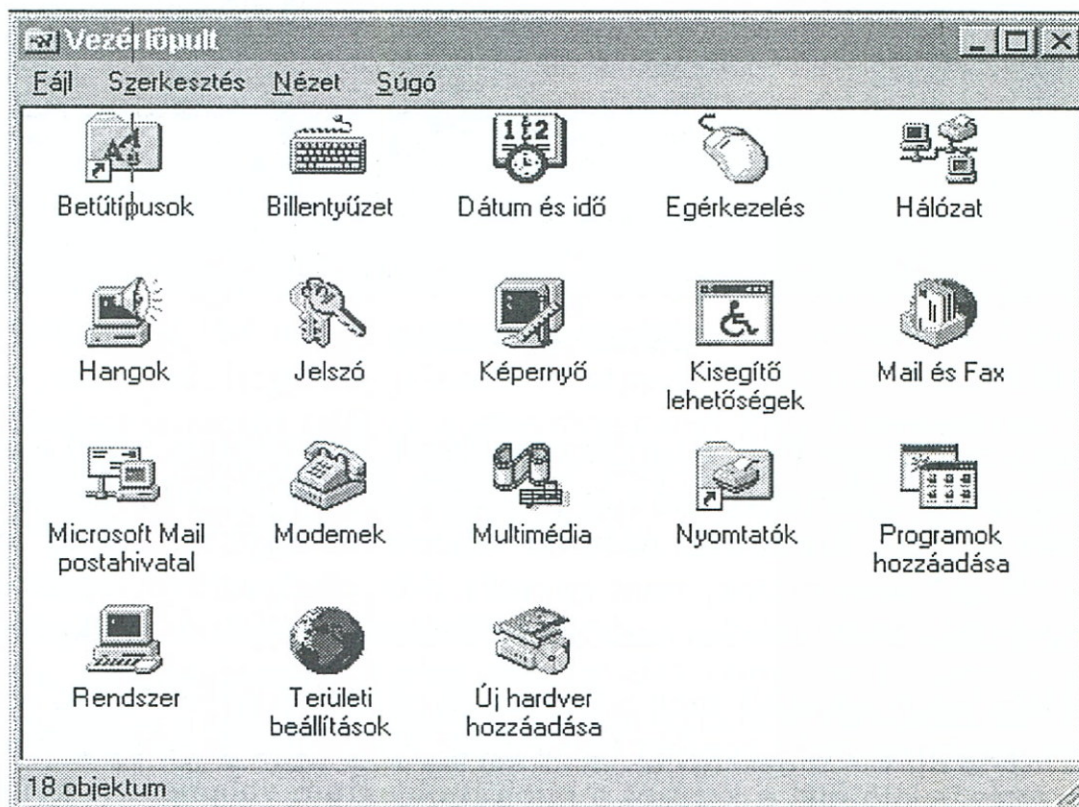 Vezérlőpult
Fájl Szerkesztés Nézet Súgó
Betűtípusok Billentyűzet Dátum és idő Egérkezelés Hálózat
Hangok Jelszó Képernyő Kisegítő lehetőségek Mail és Fax
Microsoft Mail postahivatal Modemek Multimédia Nyomtatók Programok hozzáadása
Rendszer Területi beállítások Új hardver hozzáadása
18 objektum